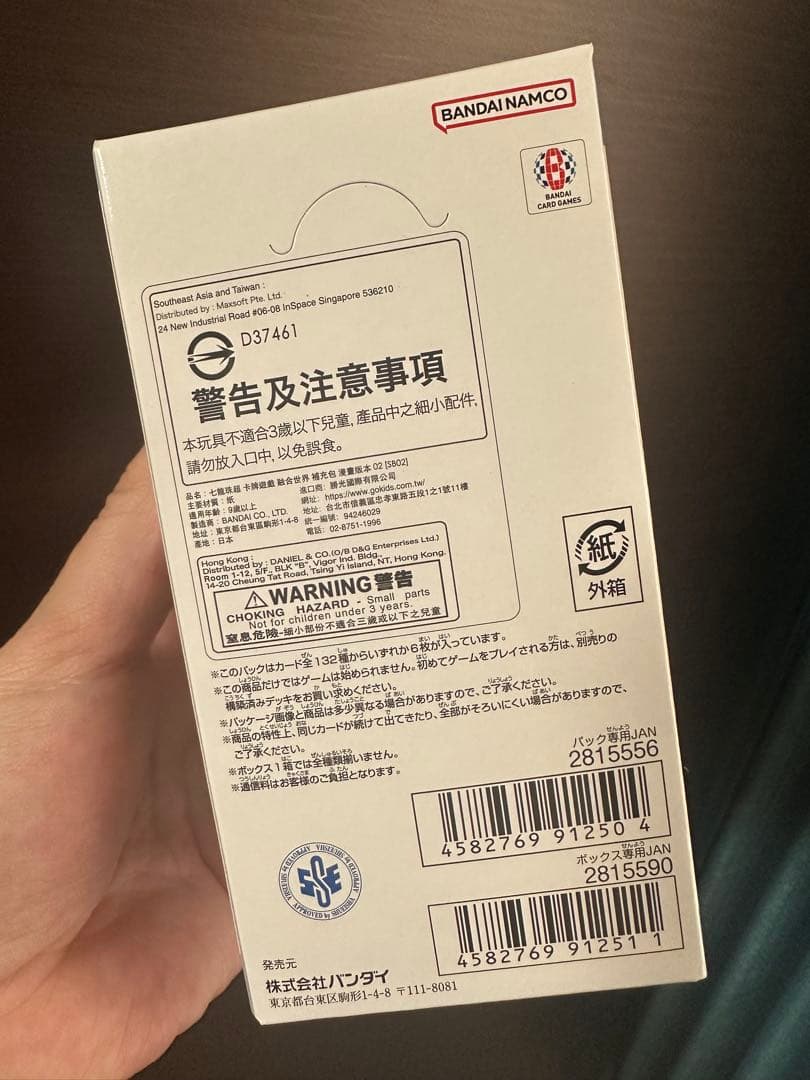 BANDAI NAMCO
BANDAI
CARD GAMES
Southeast Asia and Taiwan :
Distributed by : Maxsoft Pte. Ltd.
24 New Industrial Road #06-08 InSpace Singapore 536210
D37461
警告及注意事項
本玩具不適合3歲以下兒童，產品中之細小配件，
請勿放入口中，以免誤食。
品名：七龍珠超 卡牌遊戲 融合世界 補充包 漫畫版本 02 [SB02]
主要材質：紙
進口商：勝光國際有限公司
適用年齡：9歲以上
網址：https://www.gokids.com.tw/
製造商：BANDAI CO., LTD.
地址：台北市信義區忠孝東路五段1之1號11樓
地址：東京都台東區駒形1-4-8
統一編號：94246029
產地：日本
電話：02-8751-1996
Hong Kong :
Distributed by : DANIEL & CO.(O/B D&G Enterprises Ltd.)
Room 1-12, 5/F., BLK "B", Vigor Ind. Bldg.,
14-20 Cheung Tat Road, Tsing Yi Island, NT, Hong Kong.
WARNING 警告
CHOKING HAZARD - Small parts
Not for children under 3 years.
窒息危險-細小部份不適合三歲或以下之兒童
紙
外箱
※このパックはカード全132種からいずれか6枚が入っています。
※この商品だけではゲームは始められません。初めてゲームをプレイされる方は、別売りの
構築済みデッキをお買い求めください。
※パッケージ画像と商品は多少異なる場合がありますので、ご了承ください。
※商品の特性上、同じカードが続けて出てきたり、全部がそろいにくい場合がありますので、
ご了承ください。
※ボックス1箱では全種類揃いません。
※通信料はお客様のご負担となります。
パック専用JAN
2815556
4582769 91250 4
ボックス専用JAN
2815590
4582769 91251 1
APPROVED by SHUEISHA
発売元
株式会社バンダイ
東京都台東区駒形1-4-8 〒111-8081